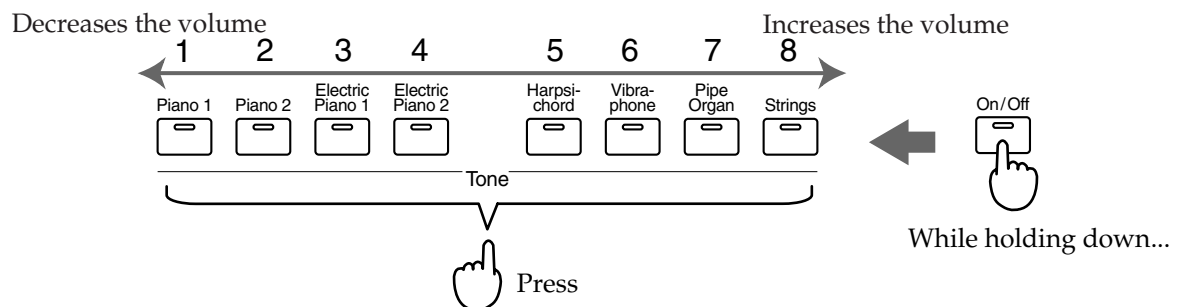 Decreases the volume
Increases the volume
1 2 3 4 5 6 7 8
Piano 1
Piano 2
Electric
Piano 1
Electric
Piano 2
Harpsi-
chord
Vibra-
phone
Pipe
Organ
Strings
On/Off
Tone
While holding down...
Press